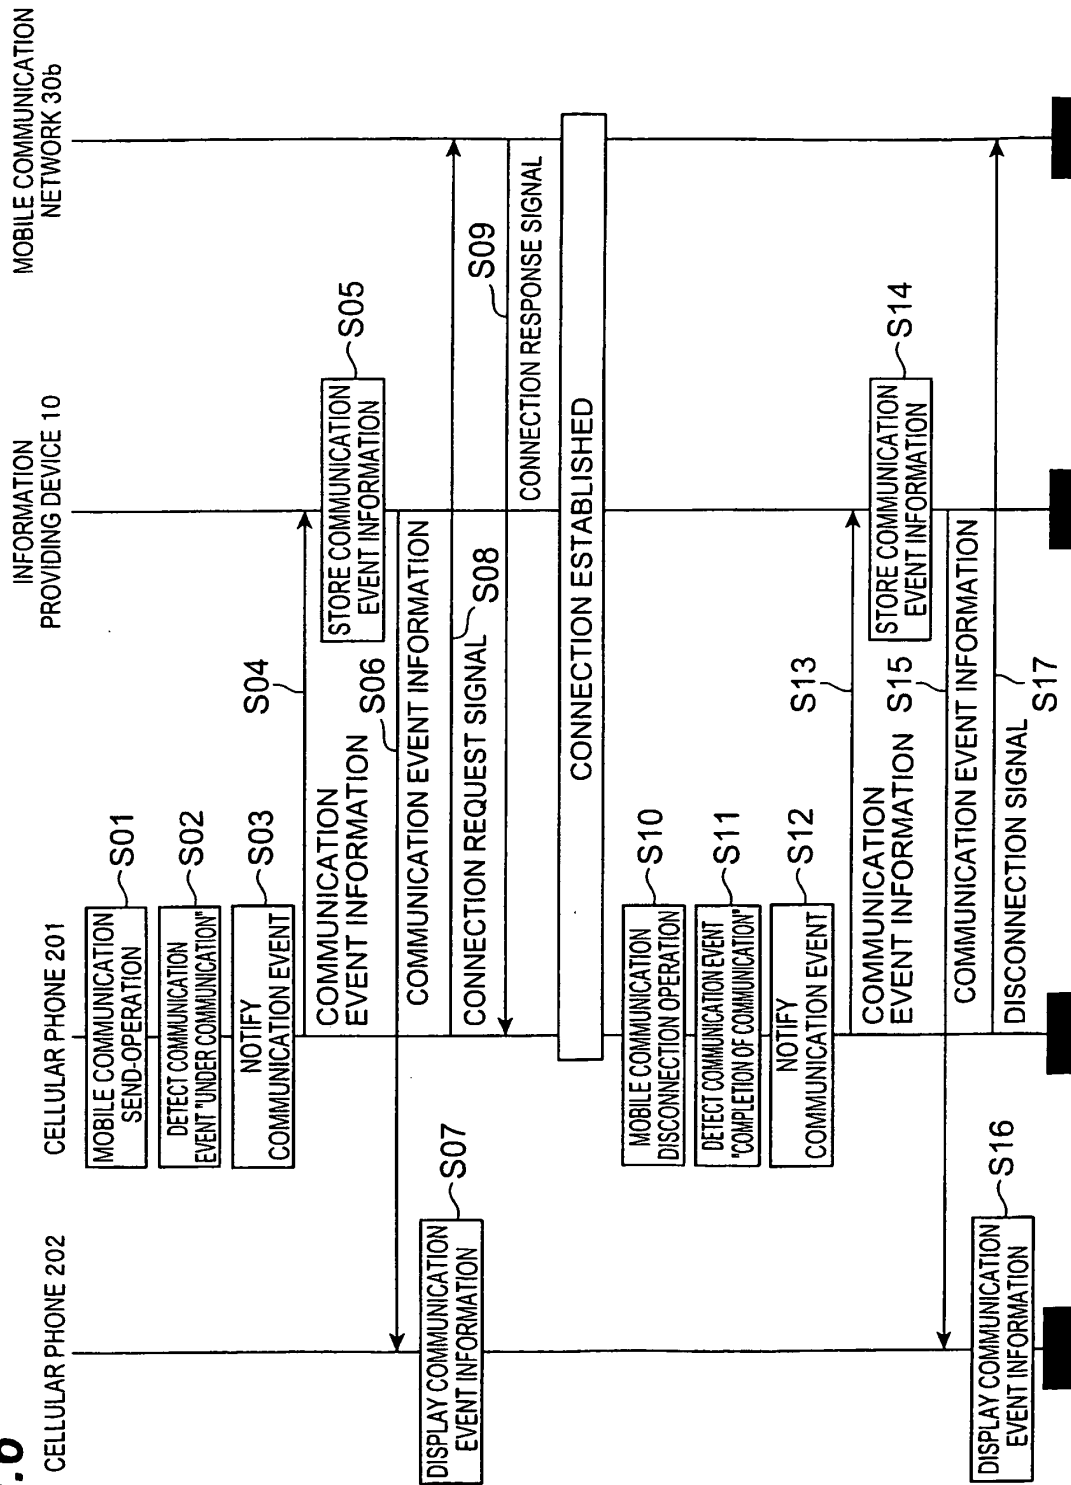 .6
CELLULAR PHONE 202
CELLULAR PHONE 201
INFORMATION
PROVIDING DEVICE 10
MOBILE COMMUNICATION
NETWORK 30b
MOBILE COMMUNICATION
SEND-OPERATION
S01
DETECT COMMUNICATION
EVENT "UNDER COMMUNICATION"
S02
NOTIFY
COMMUNICATION EVENT
S03
S04
COMMUNICATION
EVENT INFORMATION
STORE COMMUNICATION
EVENT INFORMATION
S05
S06
COMMUNICATION EVENT INFORMATION
DISPLAY COMMUNICATION
EVENT INFORMATION
S07
CONNECTION REQUEST SIGNAL
S08
S09
CONNECTION RESPONSE SIGNAL
CONNECTION ESTABLISHED
MOBILE COMMUNICATION
DISCONNECTION OPERATION
S10
DETECT COMMUNICATION EVENT
"COMPLETION OF COMMUNICATION"
S11
NOTIFY
COMMUNICATION EVENT
S12
S13
COMMUNICATION
EVENT INFORMATION
STORE COMMUNICATION
EVENT INFORMATION
S14
S15
COMMUNICATION EVENT INFORMATION
DISPLAY COMMUNICATION
EVENT INFORMATION
S16
DISCONNECTION SIGNAL
S17